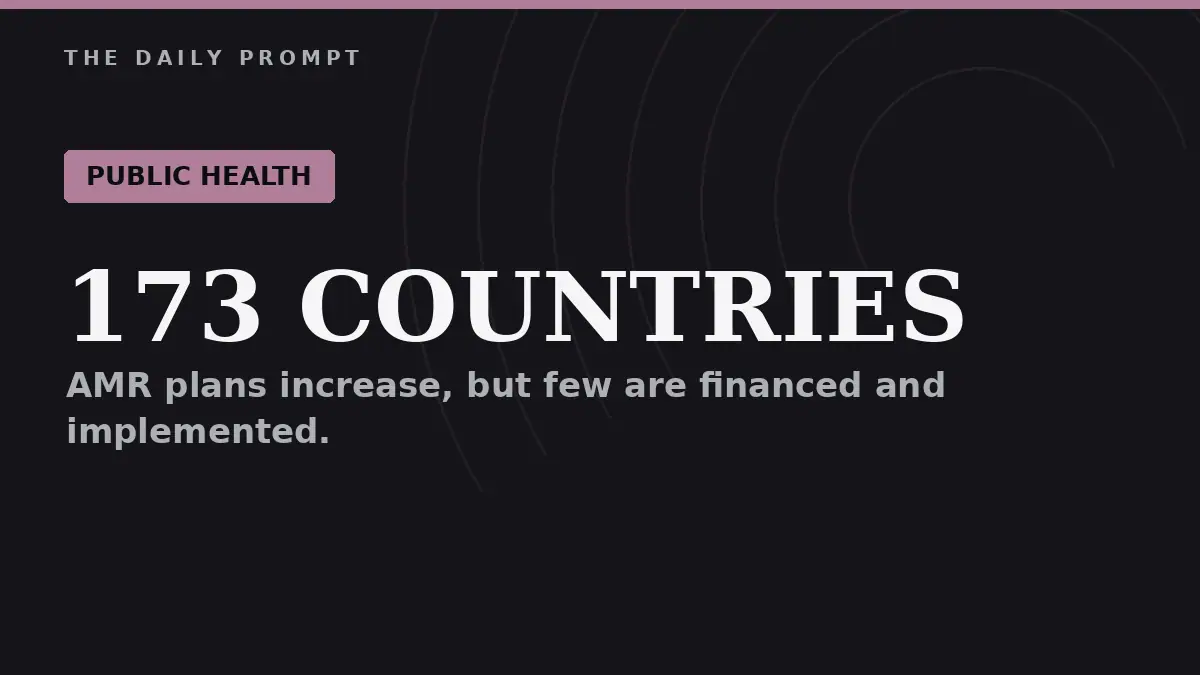 THE DAILY PROMPT
PUBLIC HEALTH
173 COUNTRIES
AMR plans increase, but few are financed and
implemented.